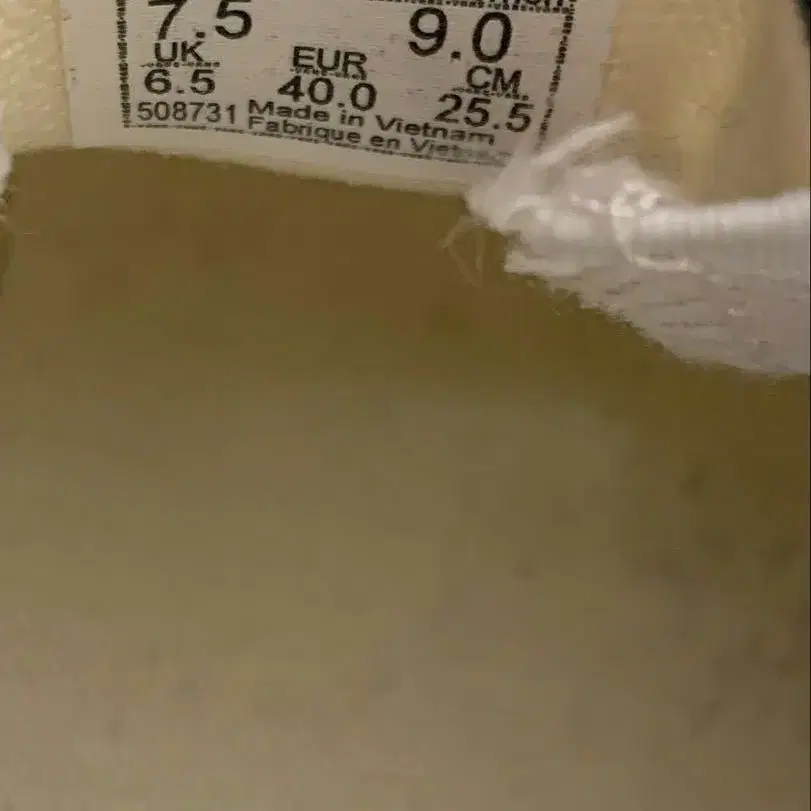 7.5 9.0
UK EUR CM.
6.5 40.0 25.5
508731 Made in Vietnam
Fabrique en